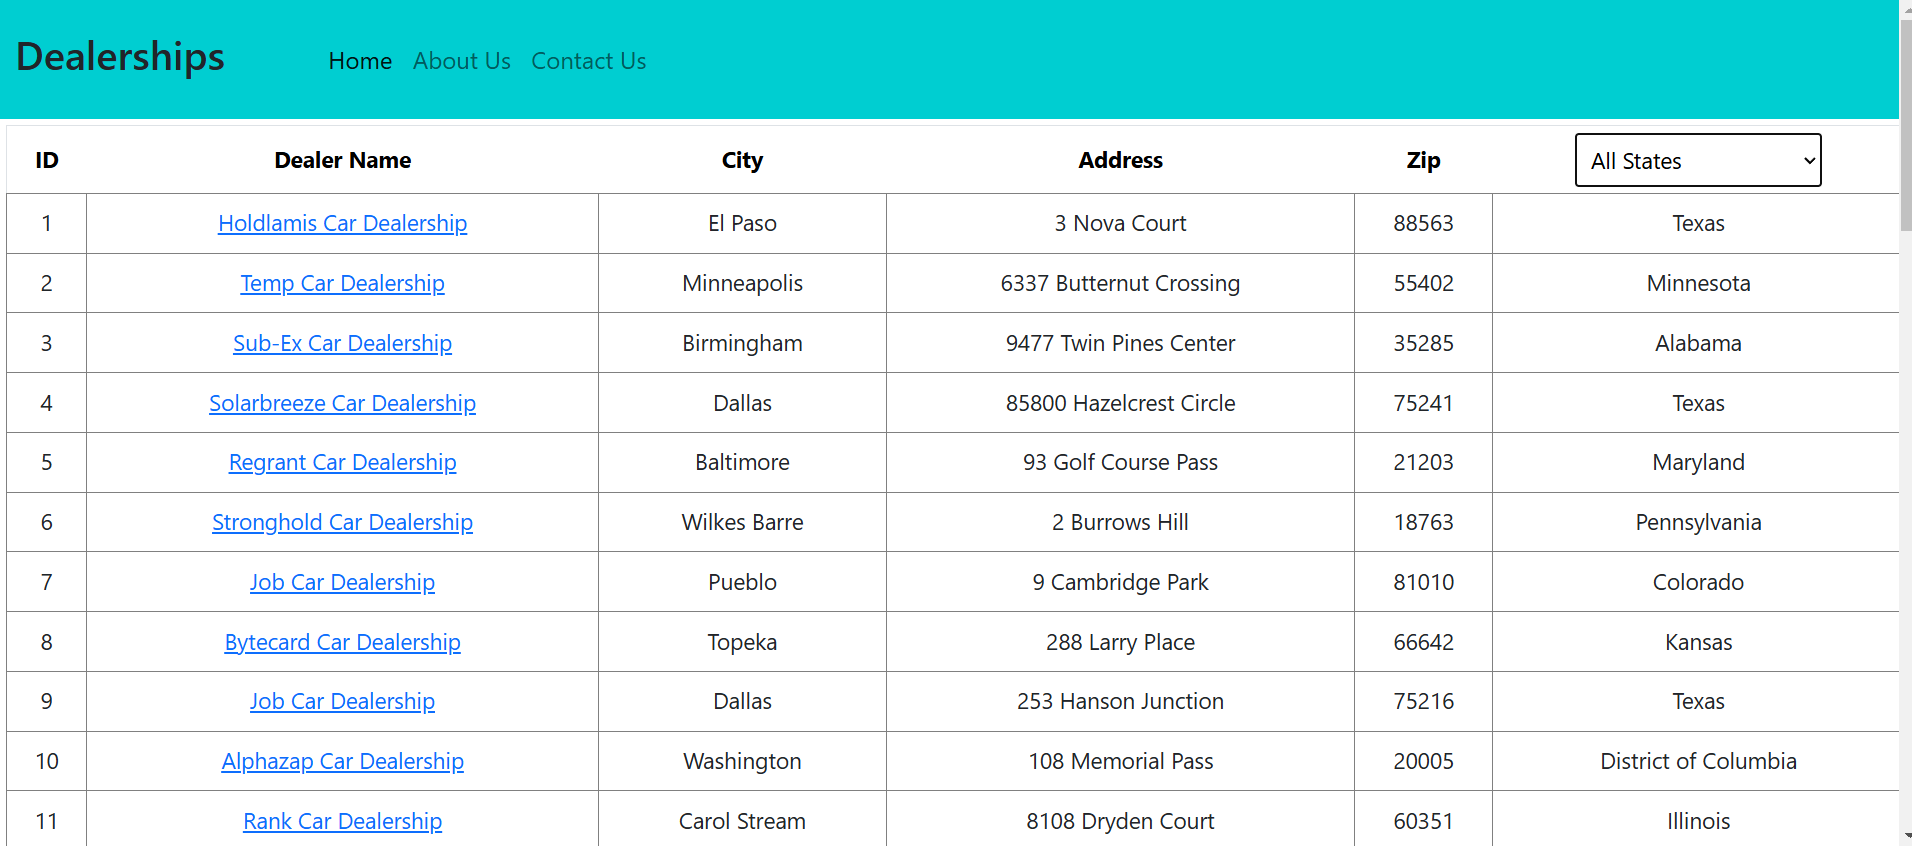 Dealerships Home About Us Contact Us
ID Dealer Name City Address Zip All States
1 Holdlamis Car Dealership El Paso 3 Nova Court 88563 Texas
2 Temp Car Dealership Minneapolis 6337 Butternut Crossing 55402 Minnesota
3 Sub-Ex Car Dealership Birmingham 9477 Twin Pines Center 35285 Alabama
4 Solarbreeze Car Dealership Dallas 85800 Hazelcrest Circle 75241 Texas
5 Regrant Car Dealership Baltimore 93 Golf Course Pass 21203 Maryland
6 Stronghold Car Dealership Wilkes Barre 2 Burrows Hill 18763 Pennsylvania
7 Job Car Dealership Pueblo 9 Cambridge Park 81010 Colorado
8 Bytecard Car Dealership Topeka 288 Larry Place 66642 Kansas
9 Job Car Dealership Dallas 253 Hanson Junction 75216 Texas
10 Alphazap Car Dealership Washington 108 Memorial Pass 20005 District of Columbia
11 Rank Car Dealership Carol Stream 8108 Dryden Court 60351 Illinois